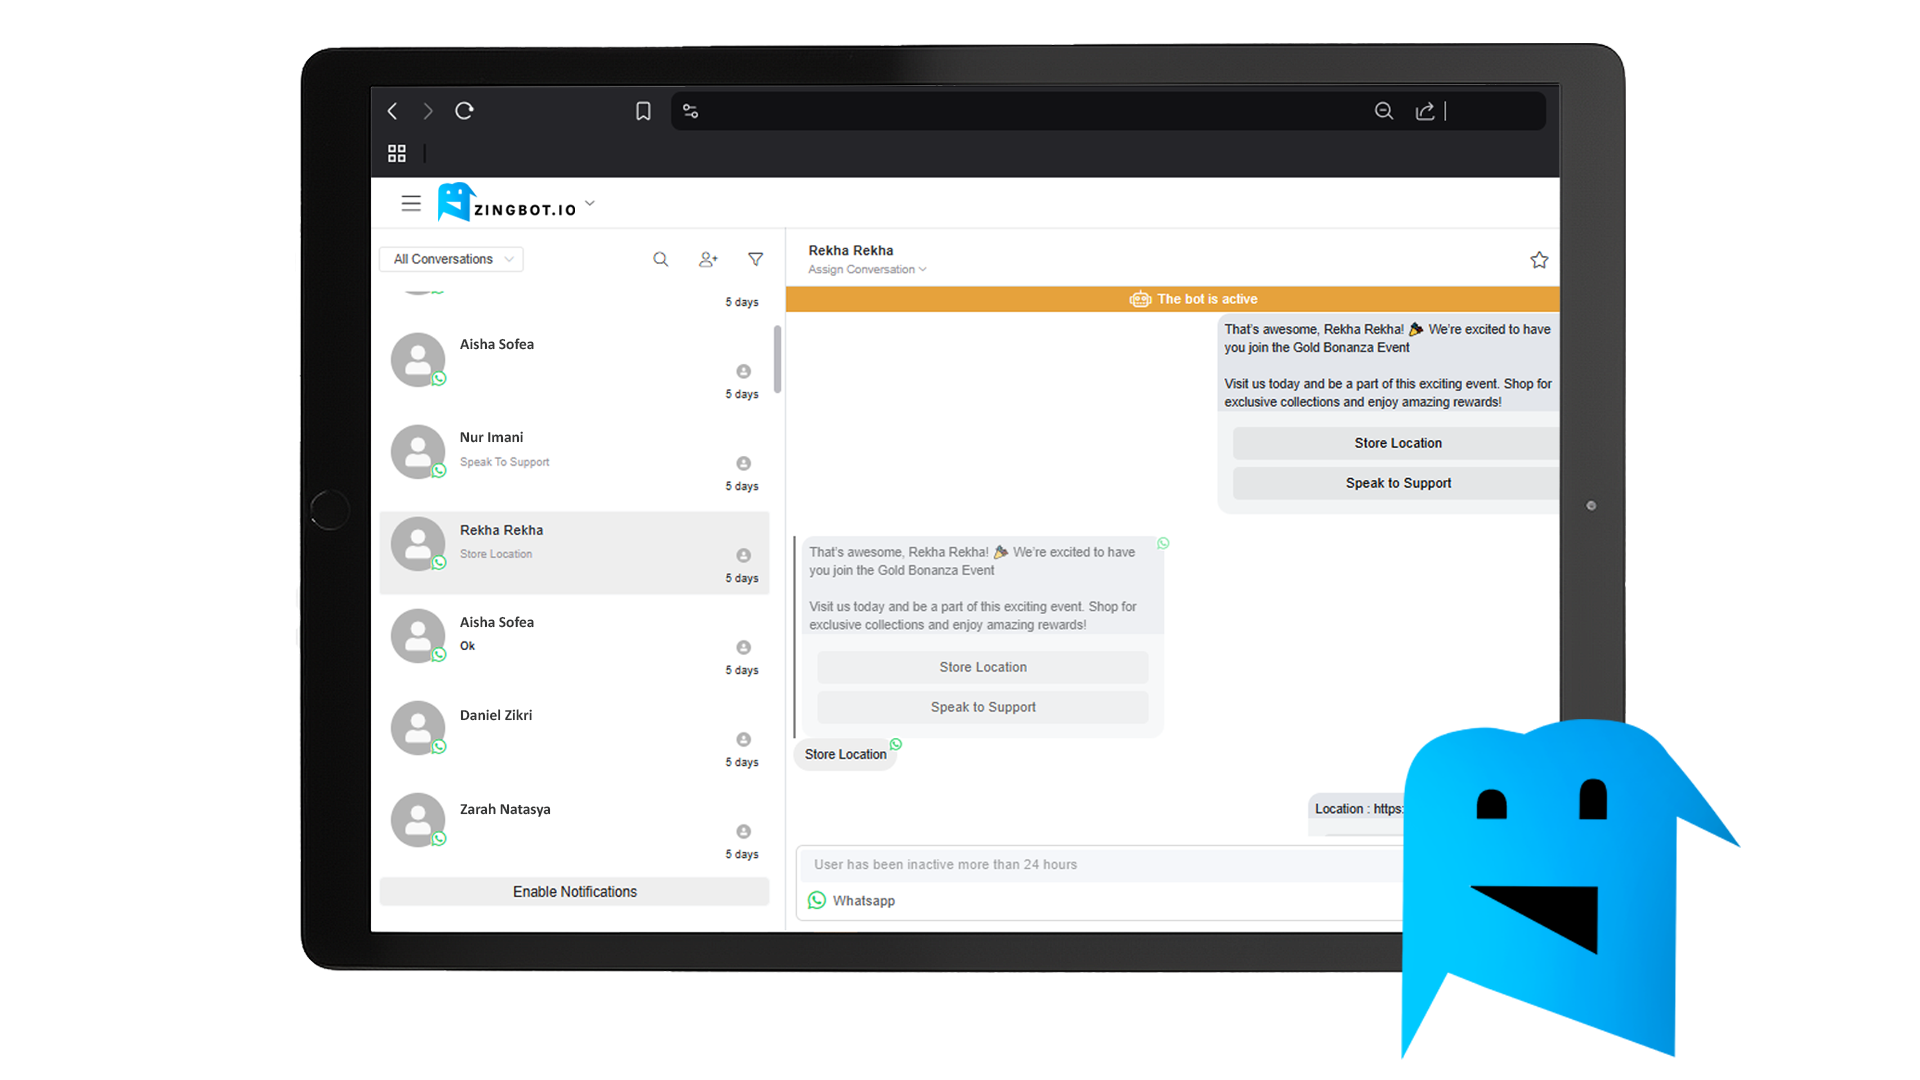 ZINGBOT.IO
All Conversations
5 days
Aisha Sofea
5 days
Nur Imani
Speak To Support
5 days
Rekha Rekha
Store Location
5 days
Aisha Sofea
Ok
5 days
Daniel Zikri
5 days
Zarah Natasya
5 days
Enable Notifications
Rekha Rekha
Assign Conversation
The bot is active
That's awesome, Rekha Rekha! 🎉 We're excited to have
you join the Gold Bonanza Event
Visit us today and be a part of this exciting event. Shop for
exclusive collections and enjoy amazing rewards!
Store Location
Speak to Support
That's awesome, Rekha Rekha! 🎉 We're excited to have
you join the Gold Bonanza Event
Visit us today and be a part of this exciting event. Shop for
exclusive collections and enjoy amazing rewards!
Store Location
Speak to Support
Store Location
Location : https:
User has been inactive more than 24 hours
Whatsapp